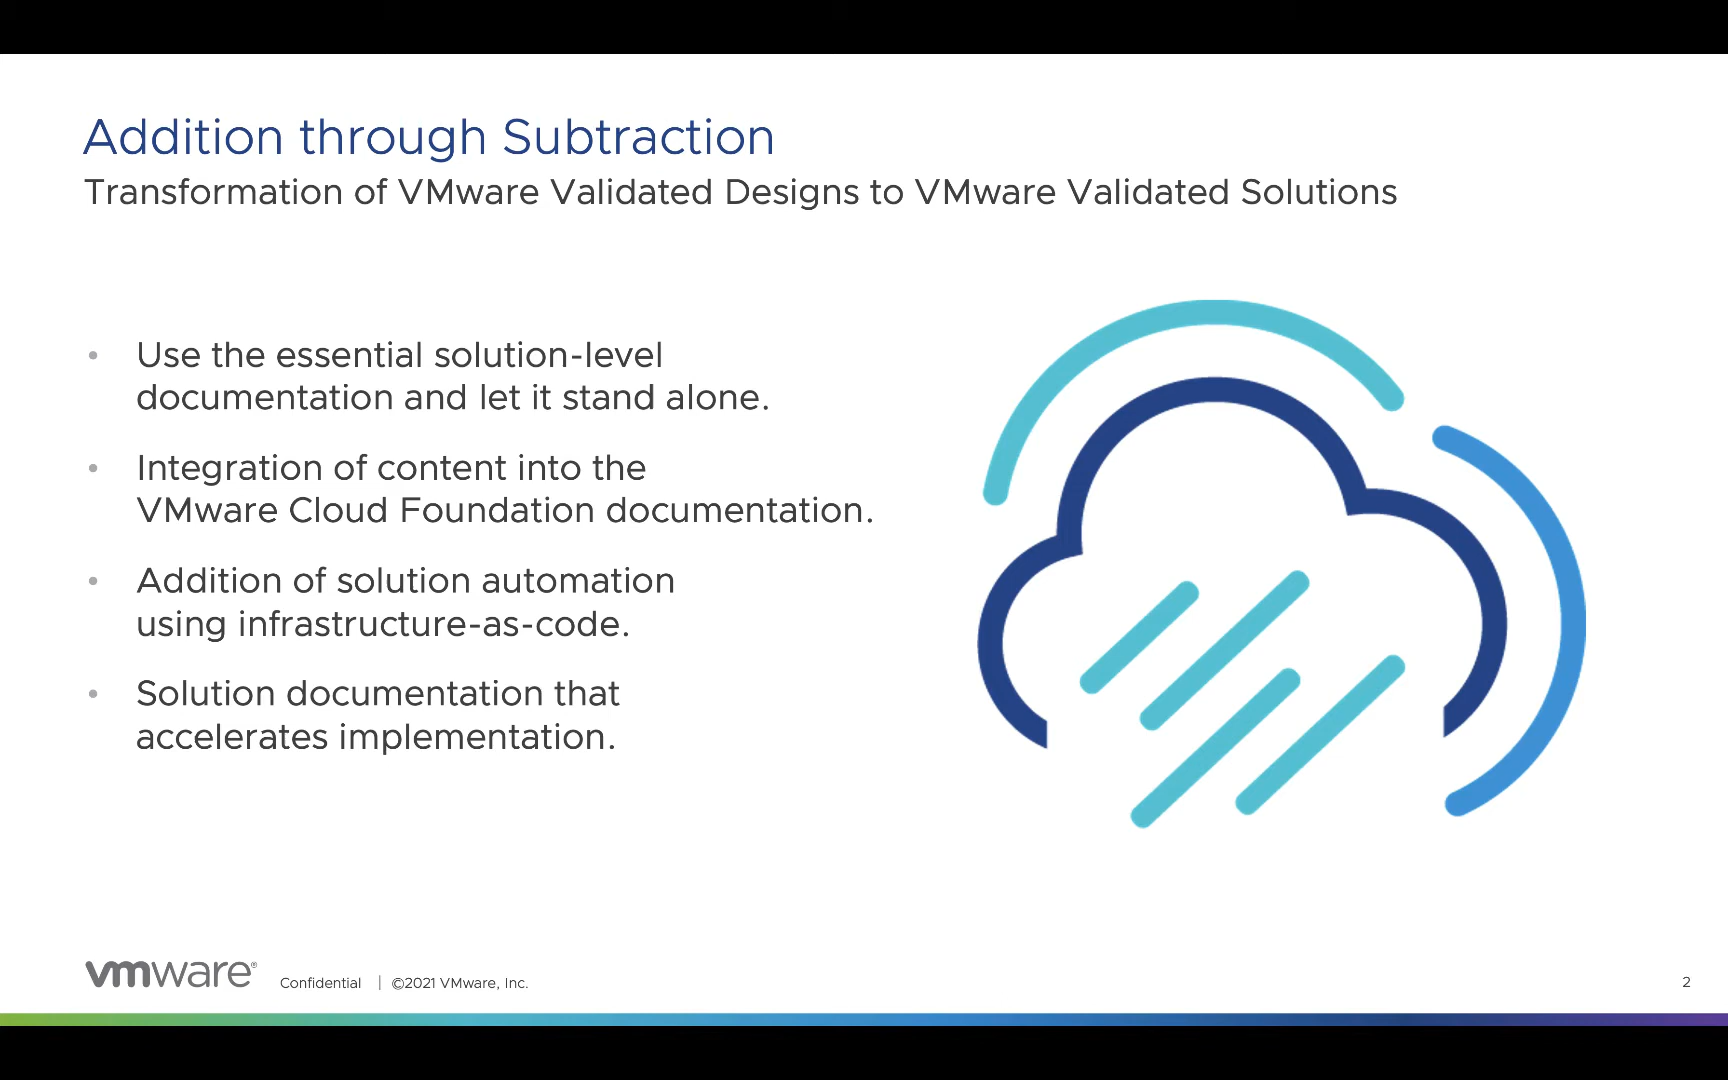 Addition through Subtraction
Transformation of VMware Validated Designs to VMware Validated Solutions
• Use the essential solution-level
documentation and let it stand alone.
• Integration of content into the
VMware Cloud Foundation documentation.
• Addition of solution automation
using infrastructure-as-code.
• Solution documentation that
accelerates implementation.
vmware® Confidential | ©2021 VMware, Inc. 2